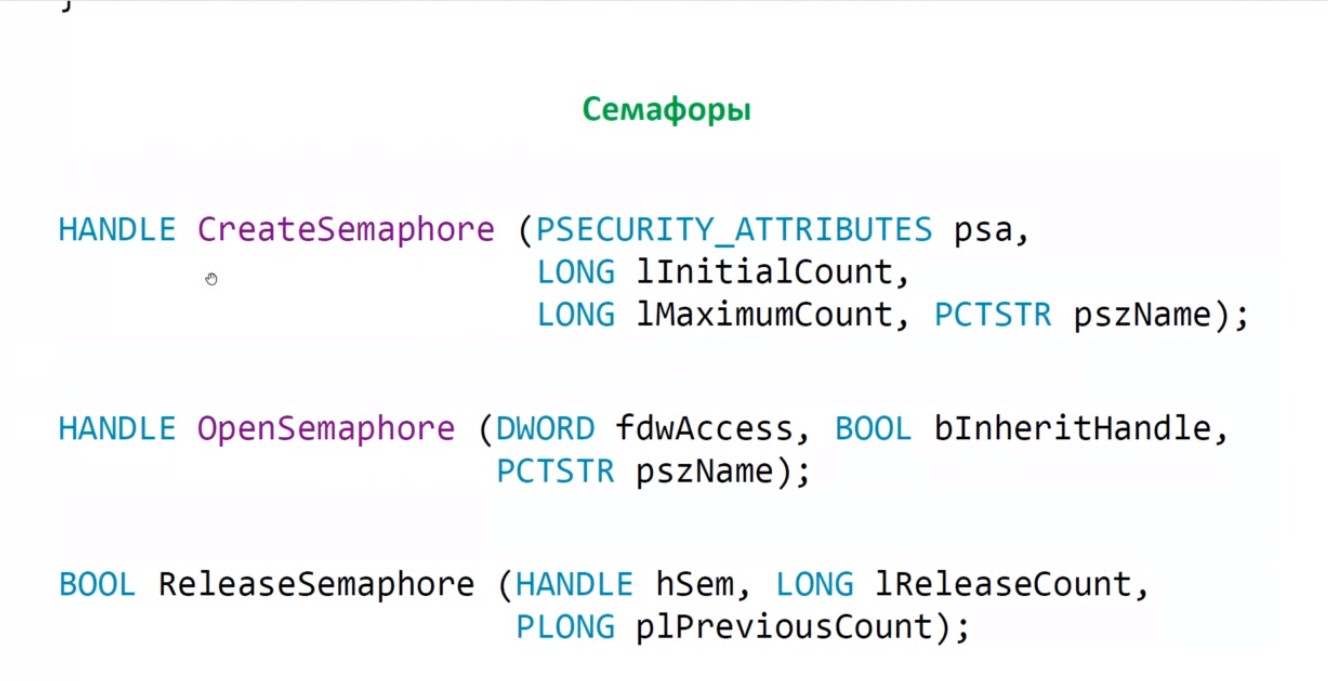 Семафоры
HANDLE CreateSemaphore (PSECURITY_ATTRIBUTES psa,
LONG lInitialCount,
LONG lMaximumCount, PCTSTR pszName);
HANDLE OpenSemaphore (DWORD fdwAccess, BOOL bInheritHandle,
PCTSTR pszName);
BOOL ReleaseSemaphore (HANDLE hSem, LONG lReleaseCount,
PLONG plPreviousCount);